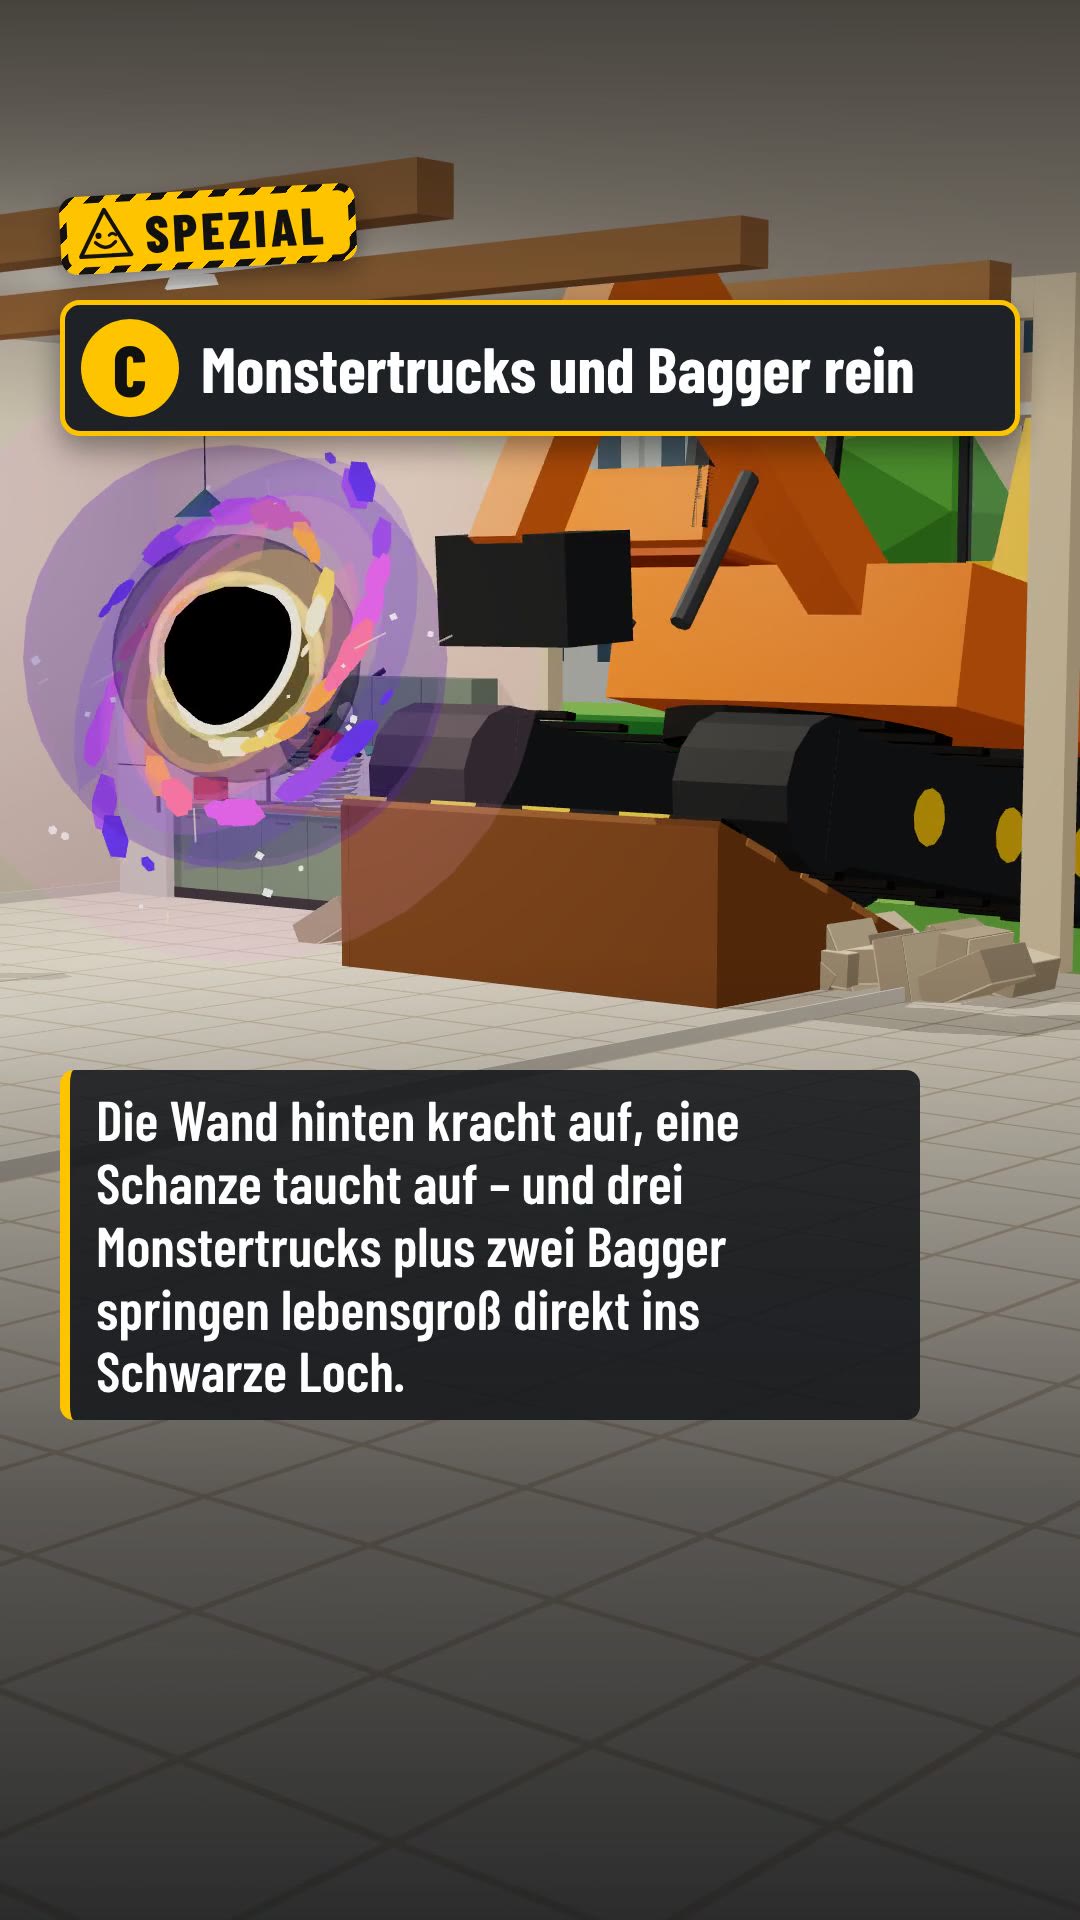 SPEZIAL
C Monstertrucks und Bagger rein
Die Wand hinten kracht auf, eine
Schanze taucht auf – und drei
Monstertrucks plus zwei Bagger
springen lebensgroß direkt ins
Schwarze Loch.